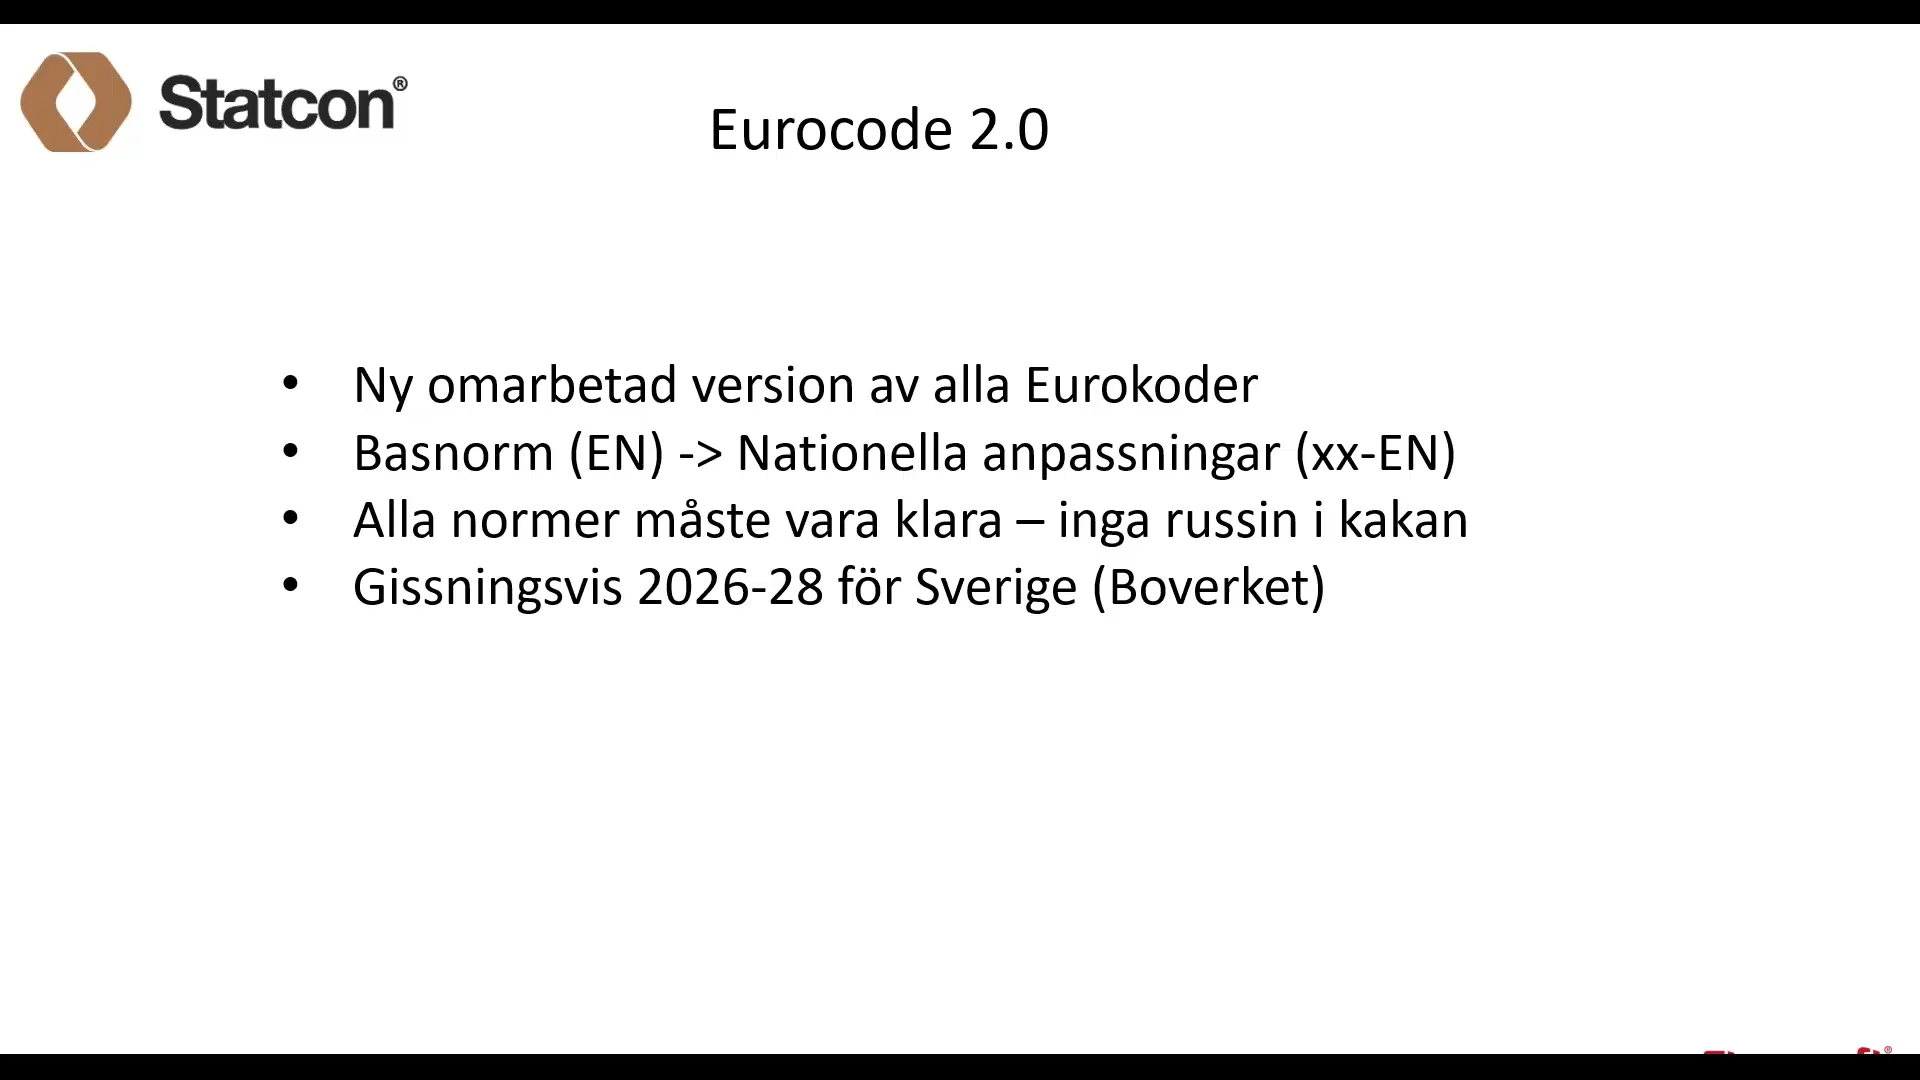 Statcon®
Eurocode 2.0
• Ny omarbetad version av alla Eurokoder
• Basnorm (EN) -> Nationella anpassningar (xx-EN)
• Alla normer måste vara klara – inga russin i kakan
• Gissningsvis 2026-28 för Sverige (Boverket)